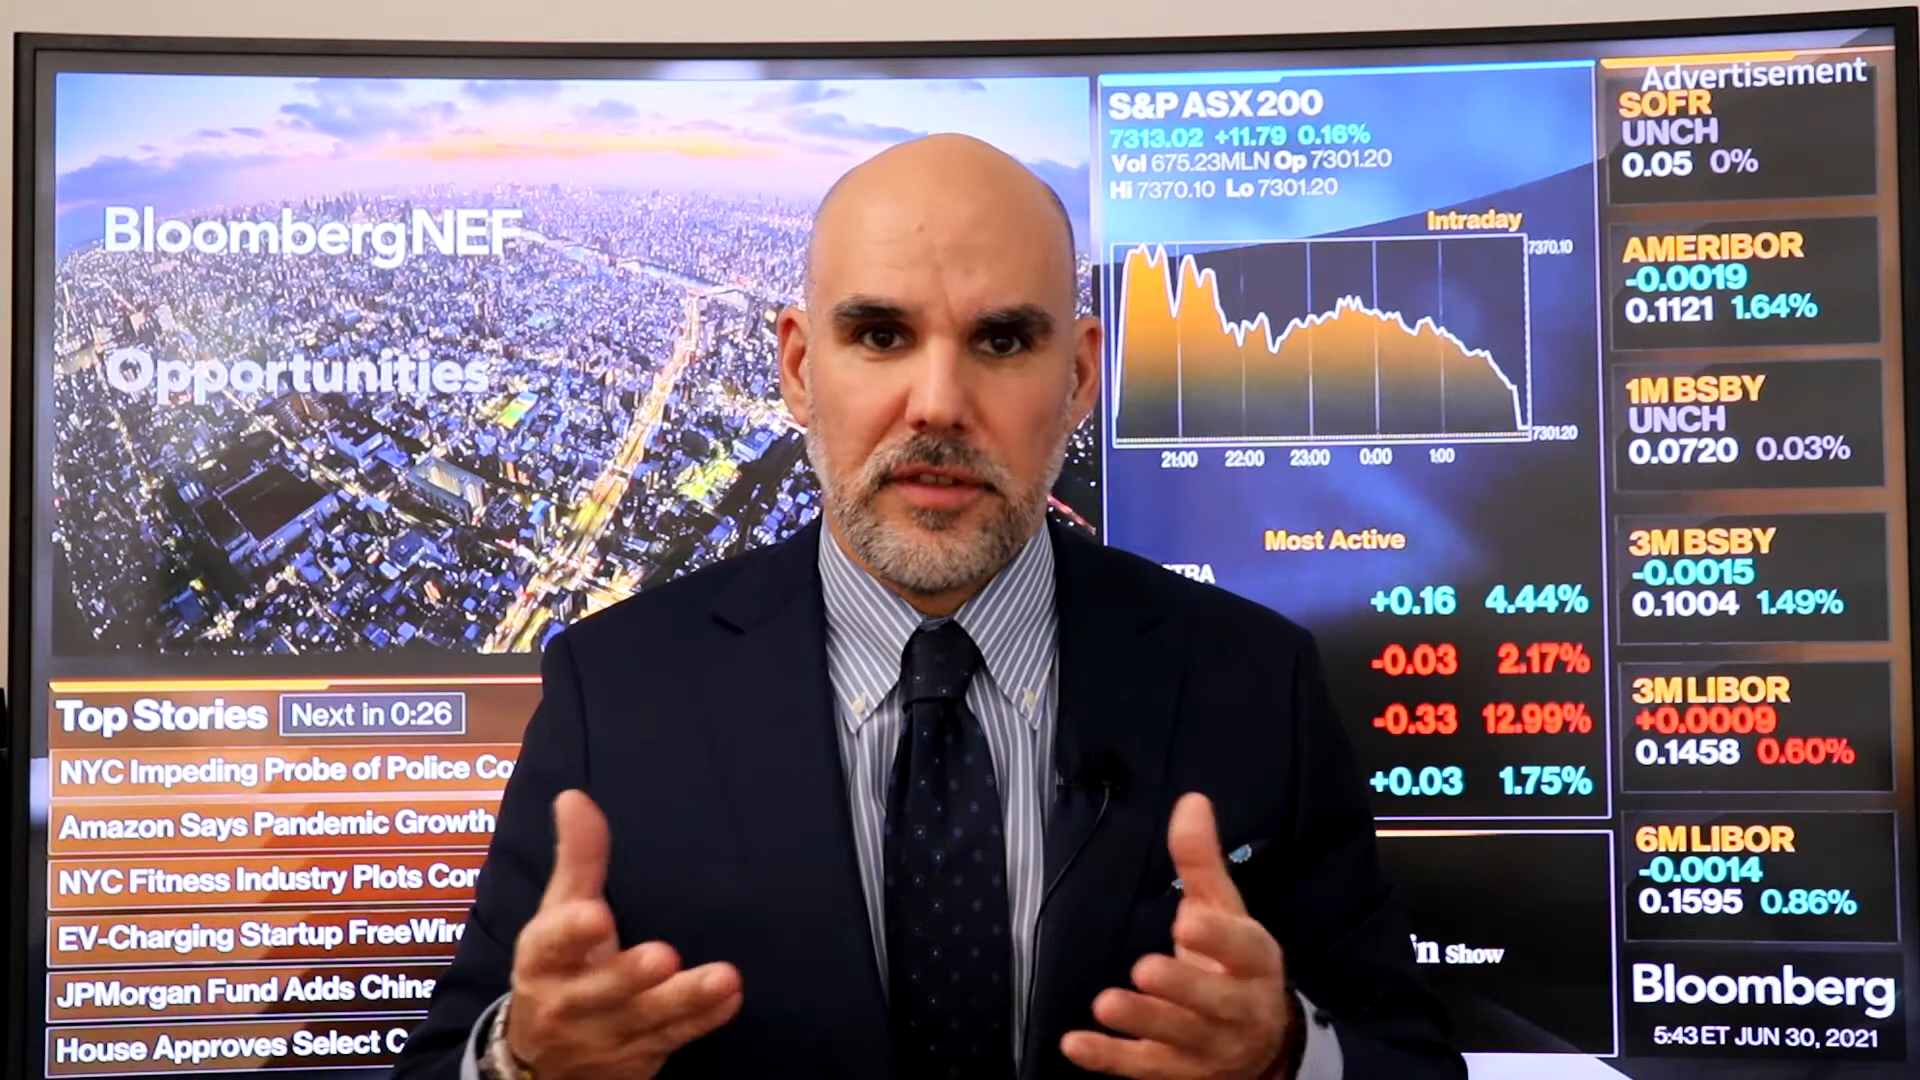 BloombergNEF
Opportunities
Top Stories Next in 0:26
NYC Impeding Probe of Police
Amazon Says Pandemic Growth
NYC Fitness Industry Plots
EV-Charging Startup FreeWire
JPMorgan Fund Adds China
House Approves Select
S&P ASX 200
7313.02 +11.79 0.16%
Vol 675.23MLN Op 7301.20
Hi 7370.10 Lo 7301.20
Intraday
7370.10
7301.20
21:00 22:00 23:00 0:00 1:00
Most Active
+0.16 4.44%
-0.03 2.17%
-0.33 12.99%
+0.03 1.75%
Show
Advertisement
SOFR
UNCH
0.05 0%
AMERIBOR
-0.0019
0.1121 1.64%
1M BSBY
UNCH
0.0720 0.03%
3M BSBY
-0.0015
0.1004 1.49%
3M LIBOR
+0.0009
0.1458 0.60%
6M LIBOR
-0.0014
0.1595 0.86%
Bloomberg
5:43 ET JUN 30, 2021